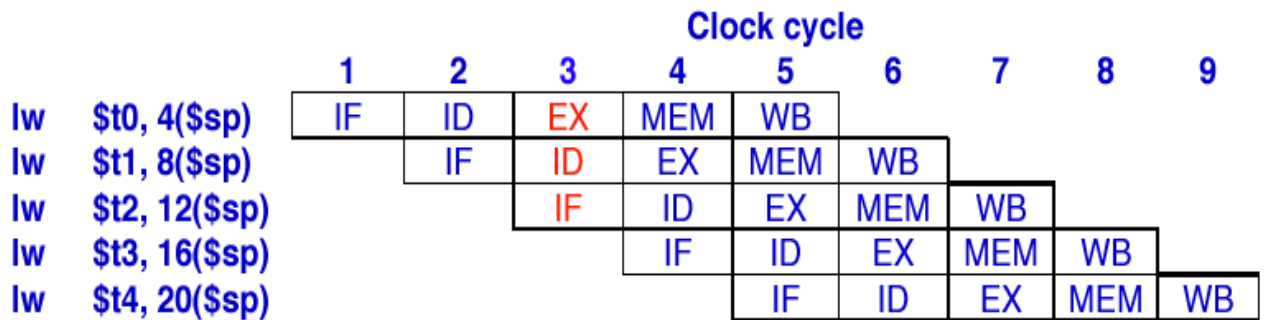 Clock cycle
1 2 3 4 5 6 7 8 9
lw $t0, 4($sp) IF ID EX MEM WB
lw $t1, 8($sp) IF ID EX MEM WB
lw $t2, 12($sp) IF ID EX MEM WB
lw $t3, 16($sp) IF ID EX MEM WB
lw $t4, 20($sp) IF ID EX MEM WB